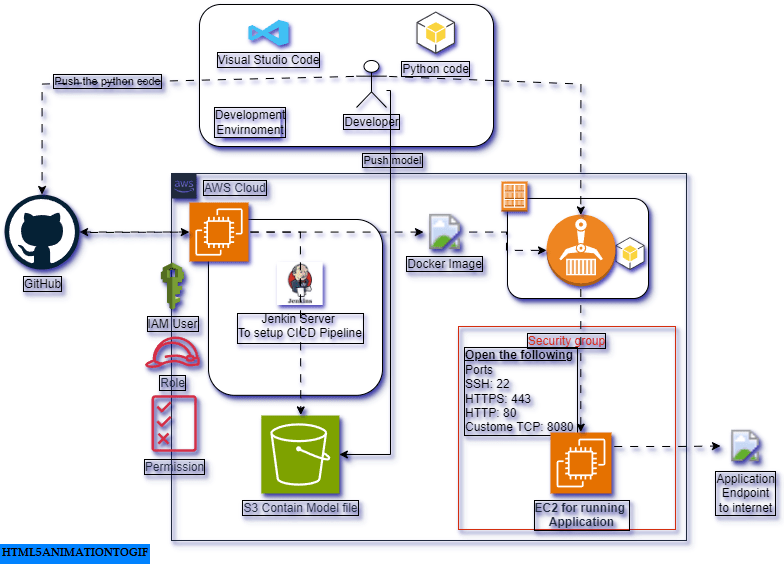 Visual Studio Code
Python code
Push the python code
Development
Envirnoment
Developer
Push model
aws
AWS Cloud
GitHub
Docker Image
IAM User
Jenkins
Jenkin Server
To setup CICD Pipeline
Role
Permission
S3 Contain Model file
Security group
Open the following
Ports
SSH: 22
HTTPS: 443
HTTP: 80
Custome TCP: 8080
EC2 for running
Application
Application
Endpoint
to internet
HTML5ANIMATIONTOGIF